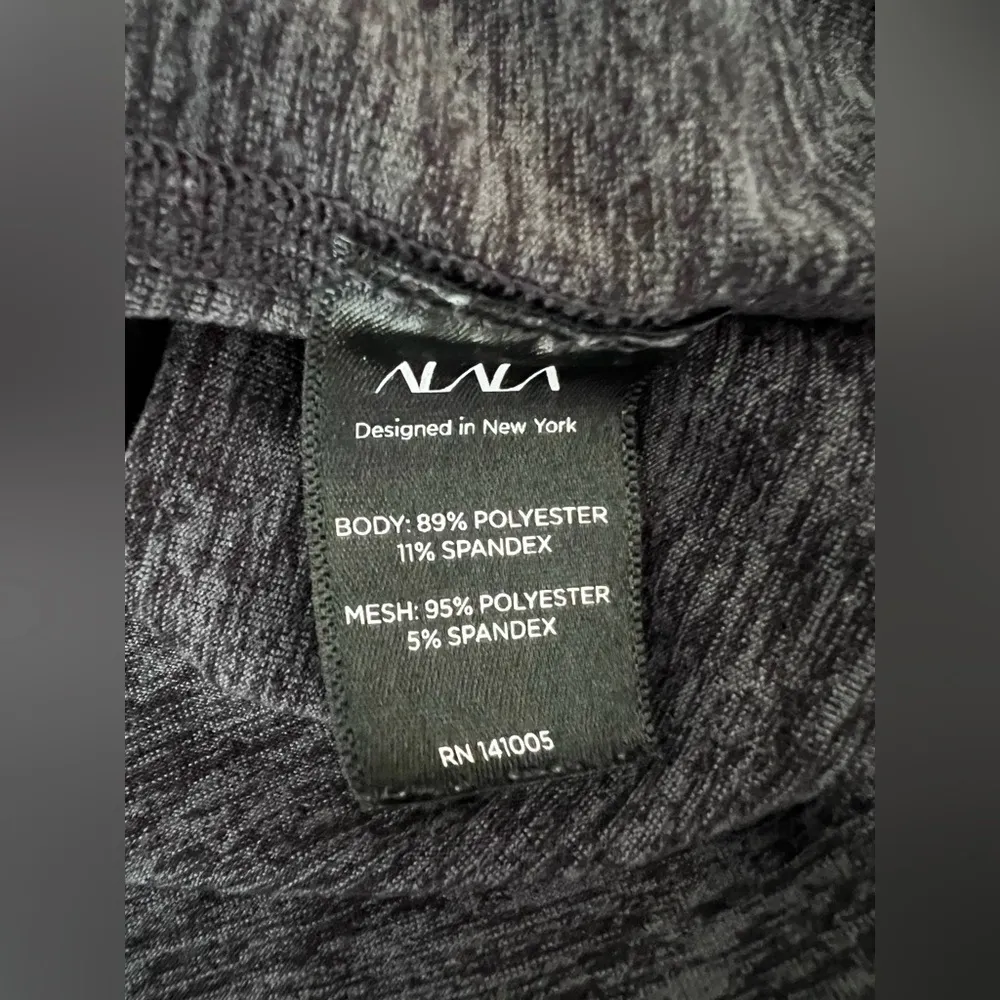 ALALA
Designed in New York
BODY: 89% POLYESTER
11% SPANDEX
MESH: 95% POLYESTER
5% SPANDEX
RN 141005